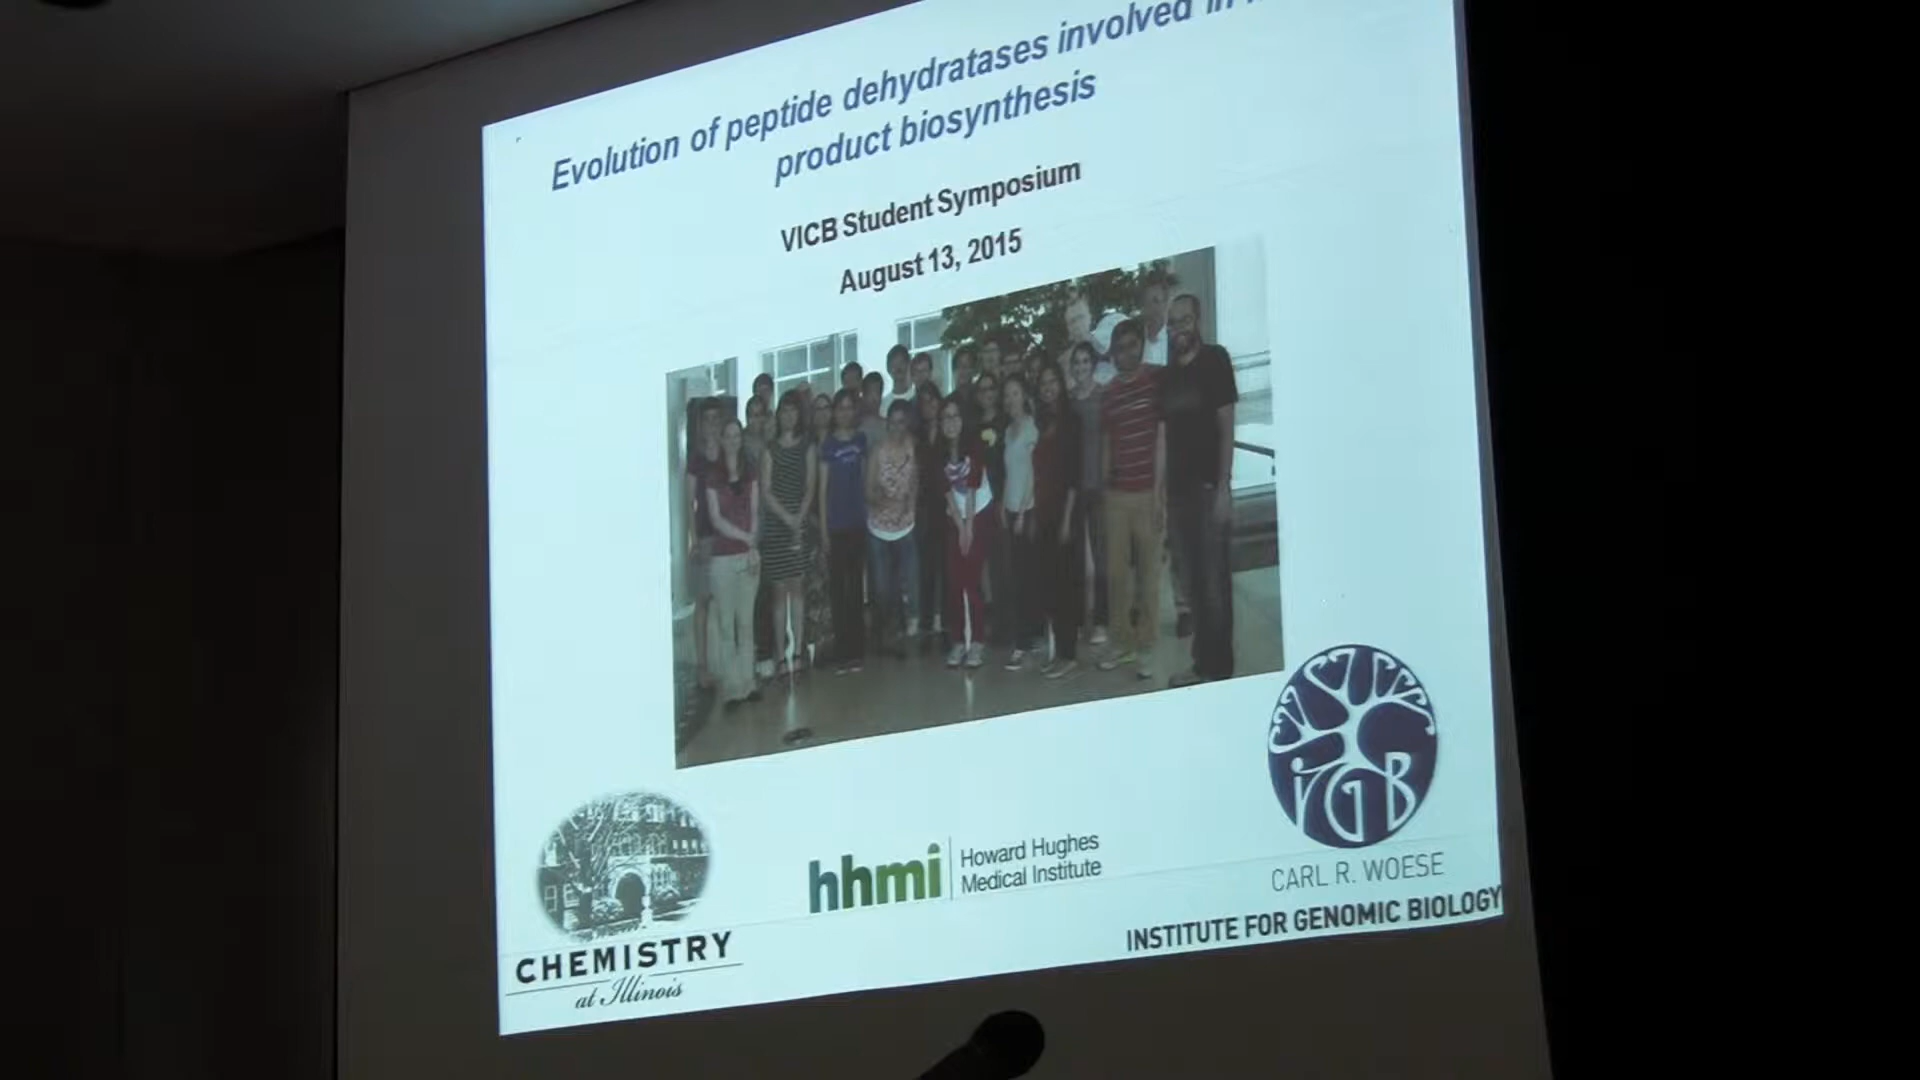 Evolution of peptide dehydratases involved in
product biosynthesis
VICB Student Symposium
August 13, 2015
CHEMISTRY
at Illinois
hhmi
Howard Hughes
Medical Institute
iGB
CARL R. WOESE
INSTITUTE FOR GENOMIC BIOLOGY